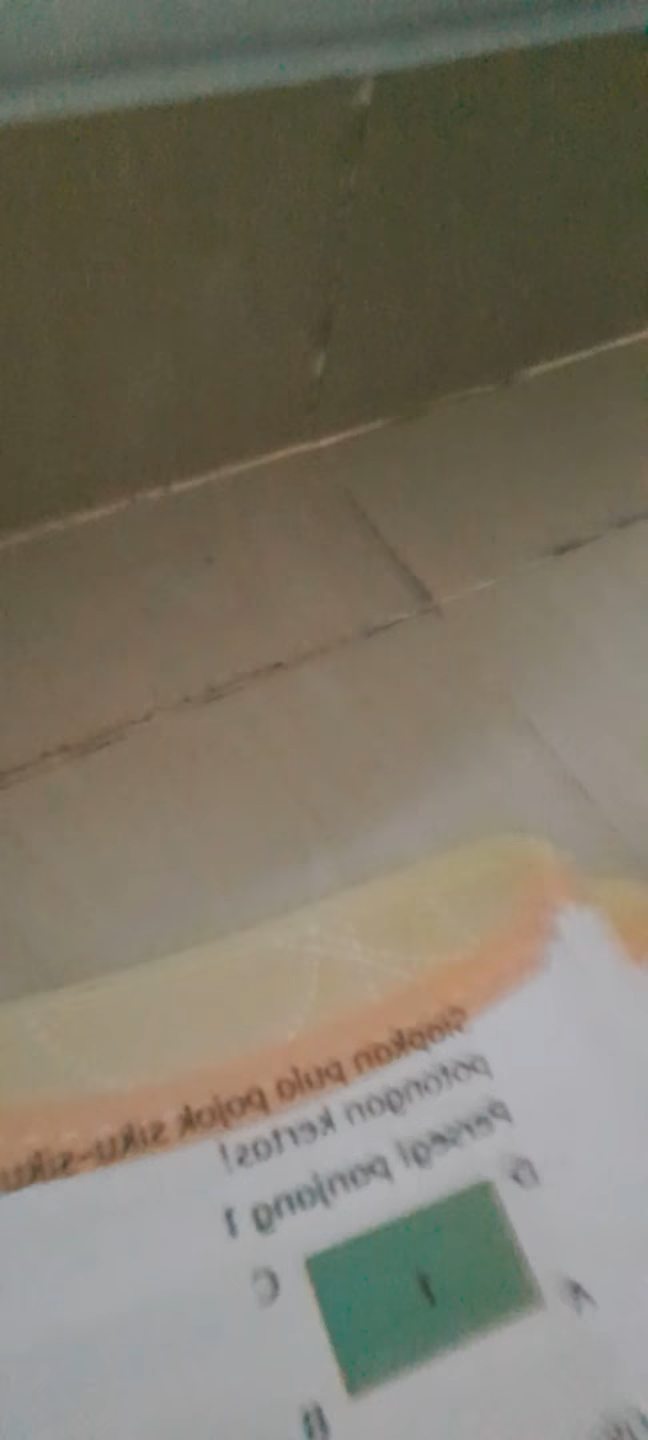 Siapkan pula pojok siku-siku
potongan kertas!
Persegi panjang 1
D
C
1
A
B